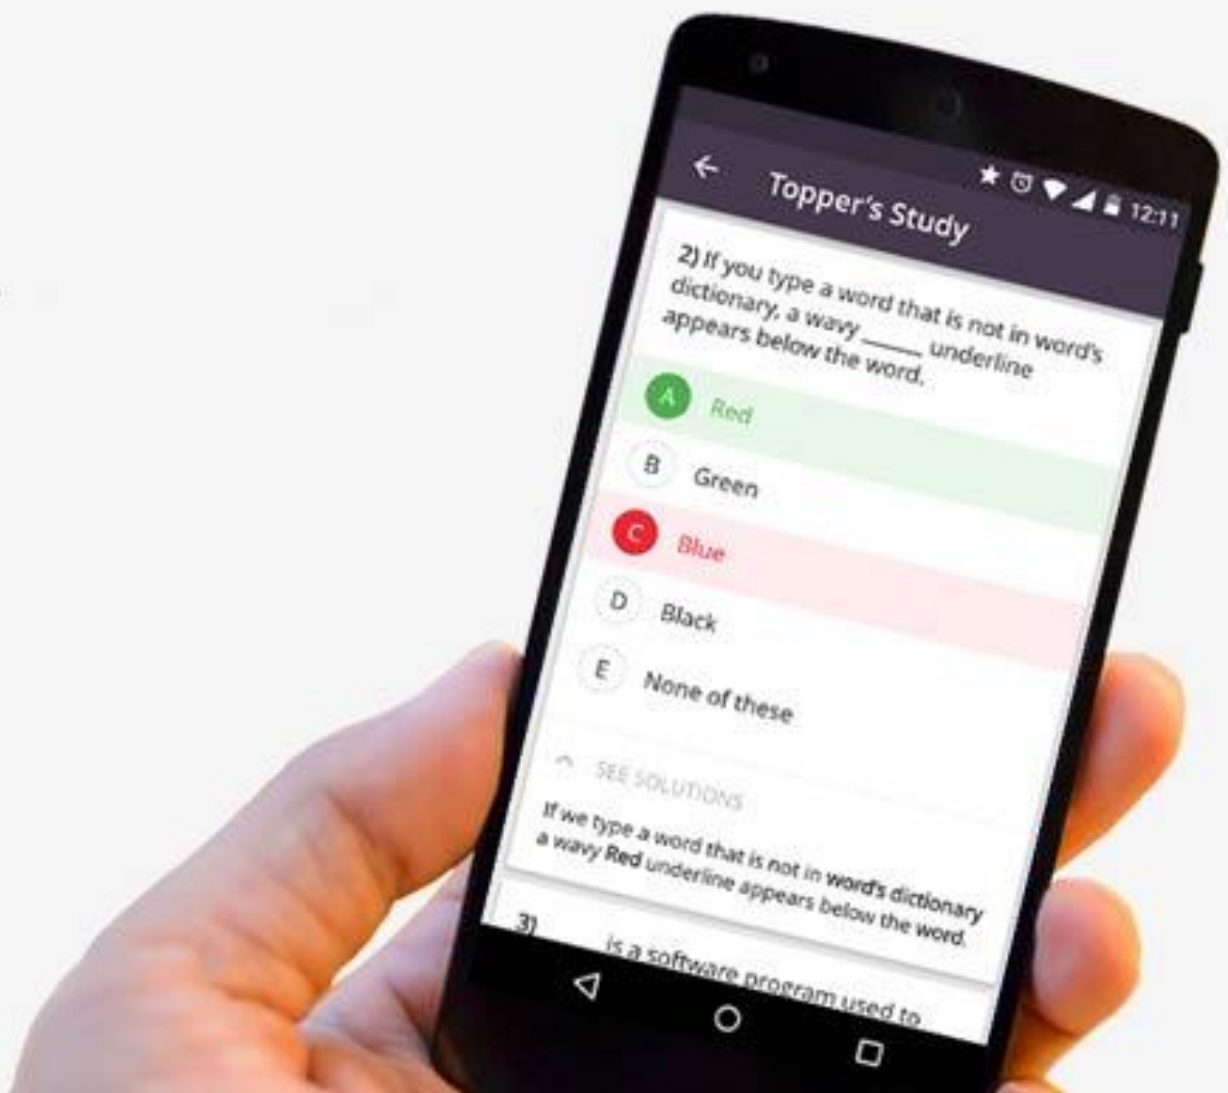 12:11
Topper's Study
2) If you type a word that is not in word's
dictionary, a wavy _____ underline
appears below the word.
A Red
B Green
C Blue
D Black
E None of these
SEE SOLUTIONS
If we type a word that is not in word's dictionary
a wavy Red underline appears below the word.
3) _____ is a software program used to